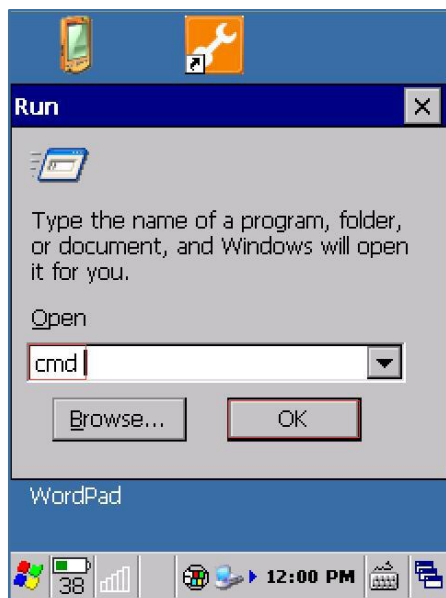 Run
Type the name of a program, folder,
or document, and Windows will open
it for you.
Open
cmd
Browse...
OK
WordPad
38
12:00 PM